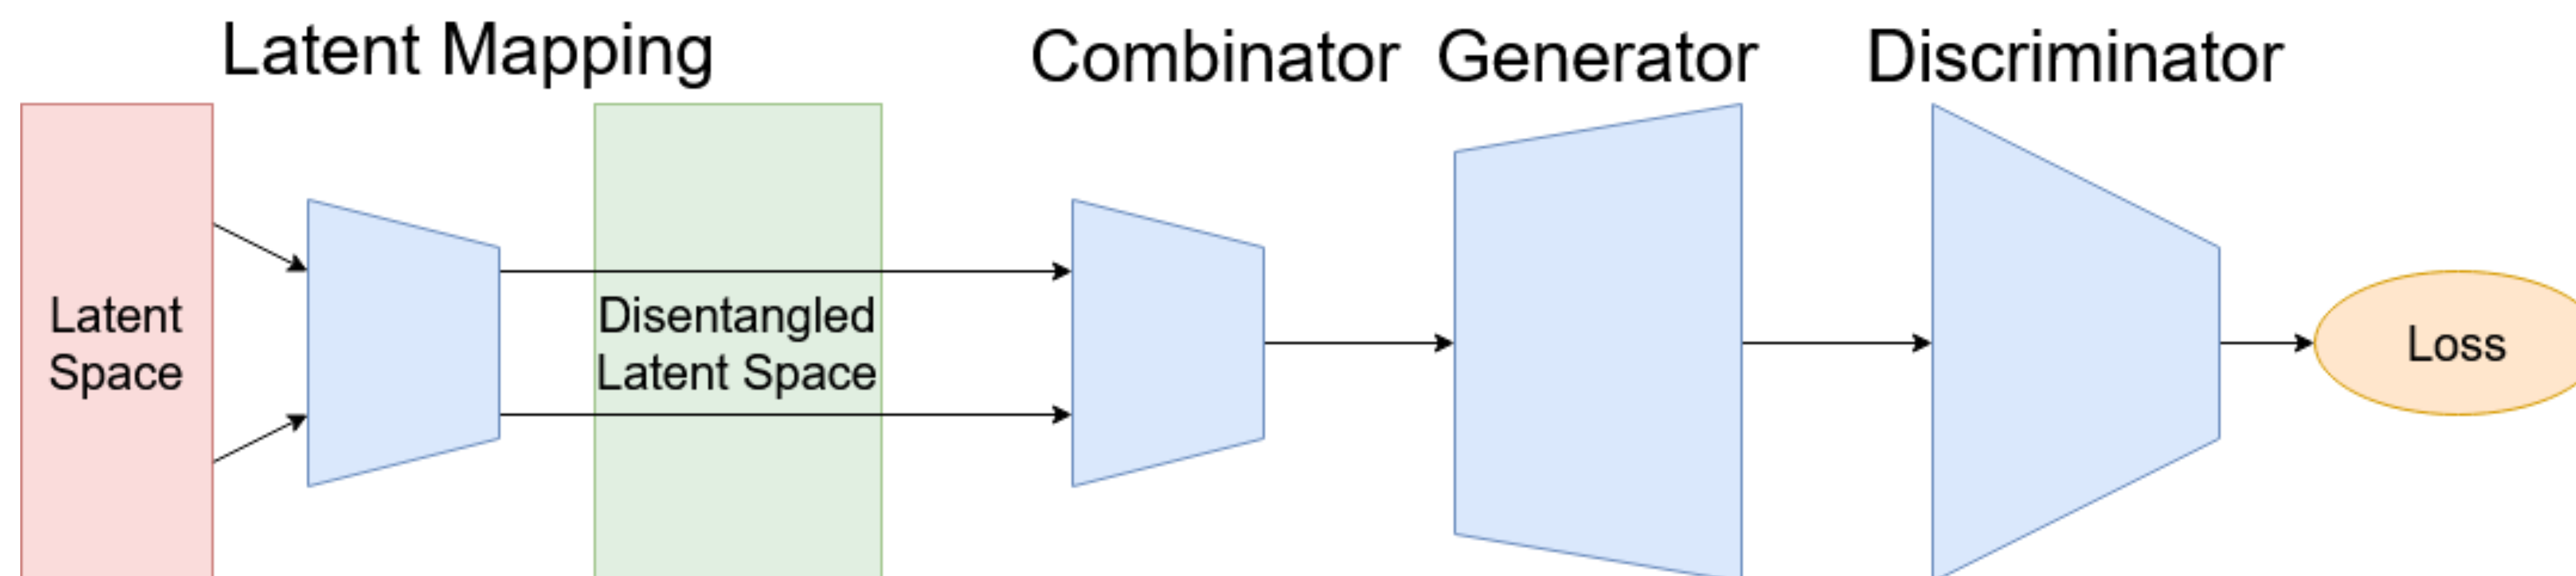 Latent Mapping
Combinator
Generator
Discriminator
Latent
Space
Disentangled
Latent Space
Loss